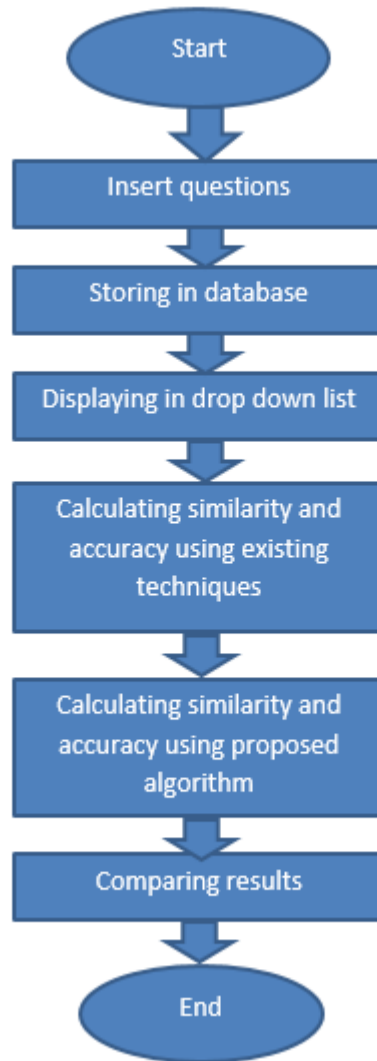 Start
Insert questions
Storing in database
Displaying in drop down list
Calculating similarity and
accuracy using existing
techniques
Calculating similarity and
accuracy using proposed
algorithm
Comparing results
End